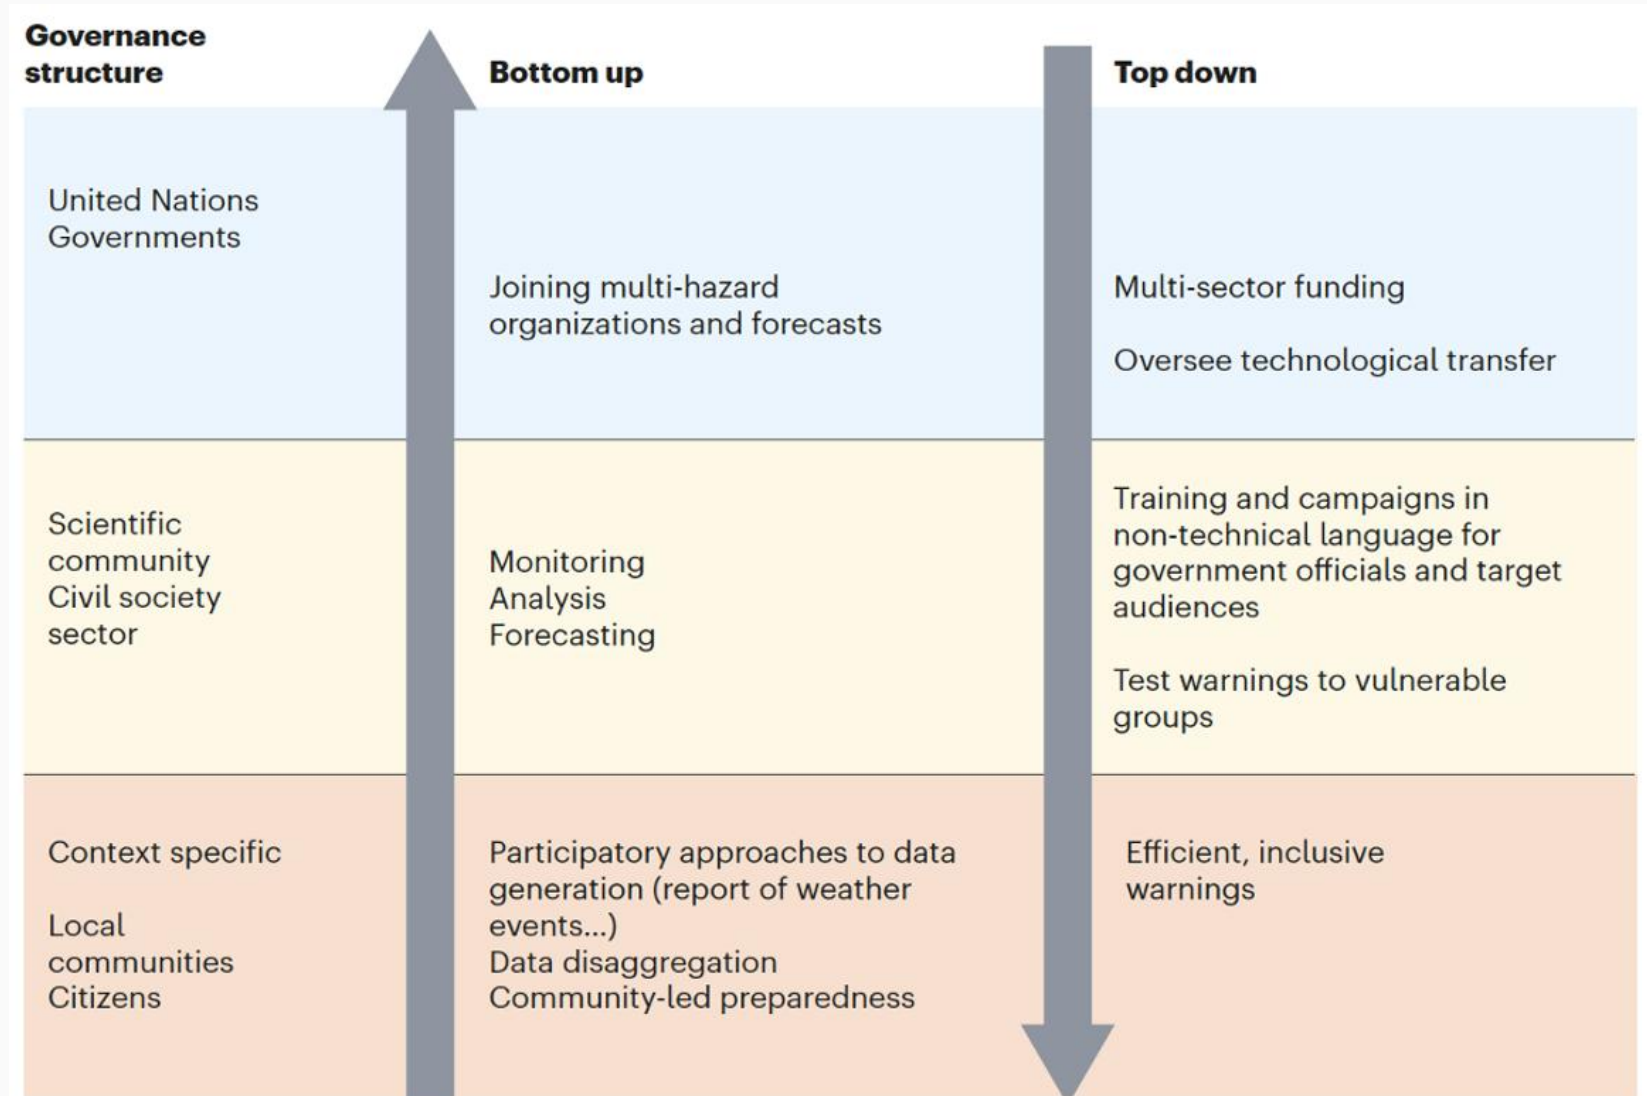 Governance
structure
Bottom up
Top down
United Nations
Governments
Joining multi-hazard
organizations and forecasts
Multi-sector funding
Oversee technological transfer
Scientific
community
Civil society
sector
Monitoring
Analysis
Forecasting
Training and campaigns in
non-technical language for
government officials and target
audiences
Test warnings to vulnerable
groups
Context specific
Local
communities
Citizens
Participatory approaches to data
generation (report of weather
events...)
Data disaggregation
Community-led preparedness
Efficient, inclusive
warnings